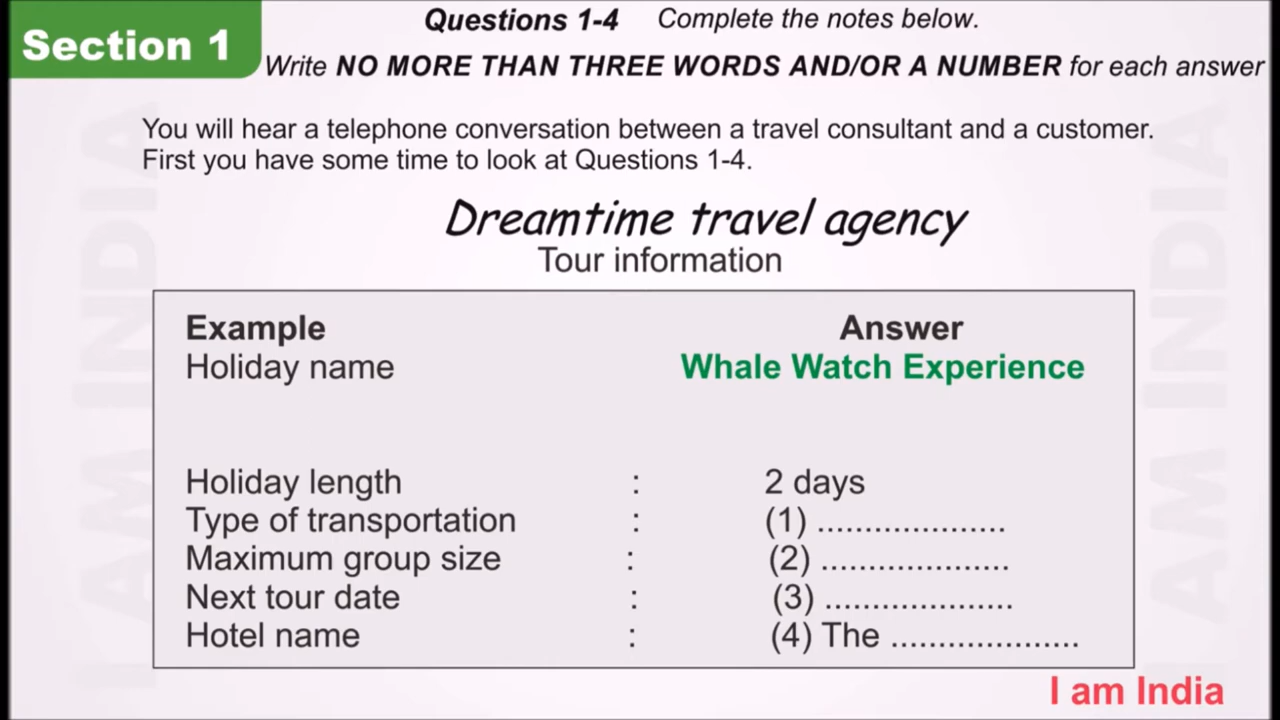 Section 1
Questions 1-4 Complete the notes below.
Write NO MORE THAN THREE WORDS AND/OR A NUMBER for each answer
You will hear a telephone conversation between a travel consultant and a customer.
First you have some time to look at Questions 1-4.
Dreamtime travel agency
Tour information
Example Answer
Holiday name Whale Watch Experience
Holiday length : 2 days
Type of transportation : (1) ....................
Maximum group size : (2) ....................
Next tour date : (3) ....................
Hotel name : (4) The ....................
I am India
I AM INDIA
I AM INDIA